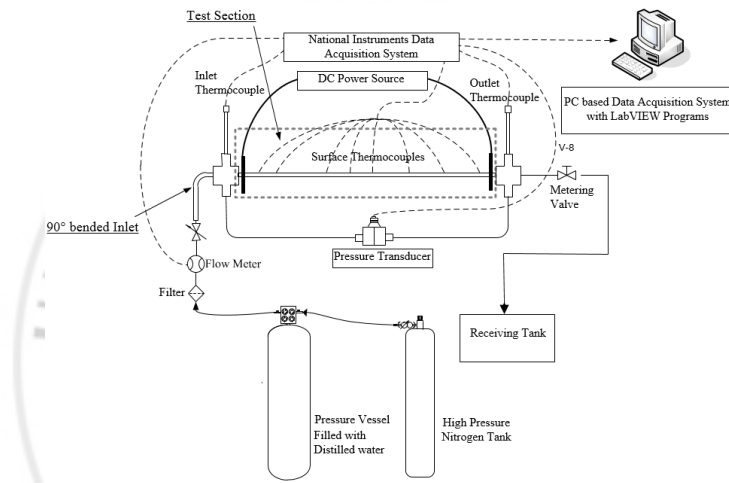 Test Section
National Instruments Data
Acquisition System
DC Power Source
Inlet
Thermocouple
Outlet
Thermocouple
PC based Data Acquisition System
with LabVIEW Programs
Surface Thermocouples
V-8
Metering
Valve
90° bended Inlet
Pressure Transducer
Flow Meter
Filter
Receiving Tank
Pressure Vessel
Filled with
Distilled water
High Pressure
Nitrogen Tank